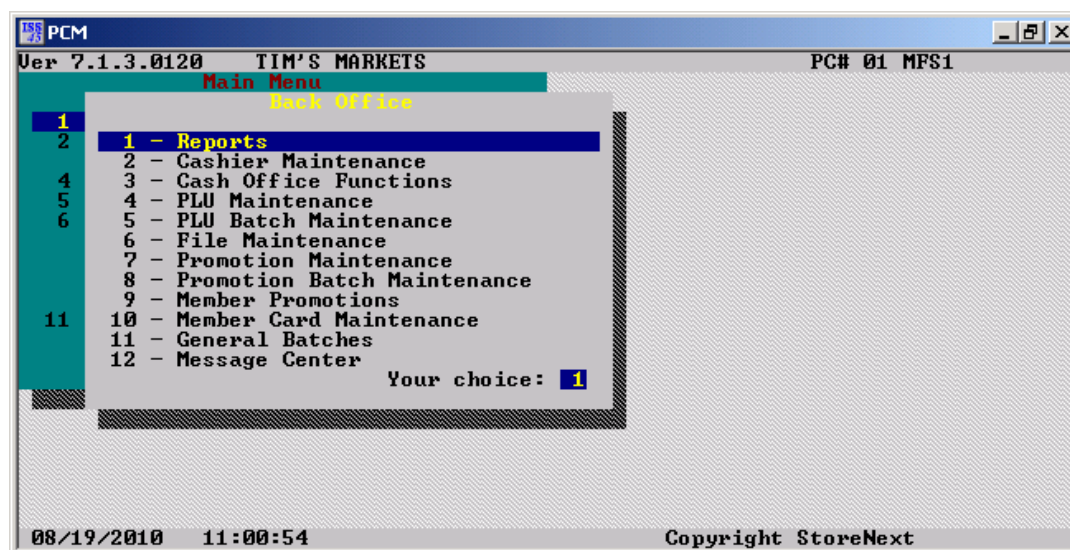 ISS 45 PCM
Ver 7.1.3.0120 TIM'S MARKETS PC# 01 MFS1
Main Menu
Back Office
1
2 1 - Reports
2 - Cashier Maintenance
4 3 - Cash Office Functions
5 4 - PLU Maintenance
6 5 - PLU Batch Maintenance
6 - File Maintenance
7 - Promotion Maintenance
8 - Promotion Batch Maintenance
9 - Member Promotions
11 10 - Member Card Maintenance
11 - General Batches
12 - Message Center
Your choice: 1
08/19/2010 11:00:54 Copyright StoreNext